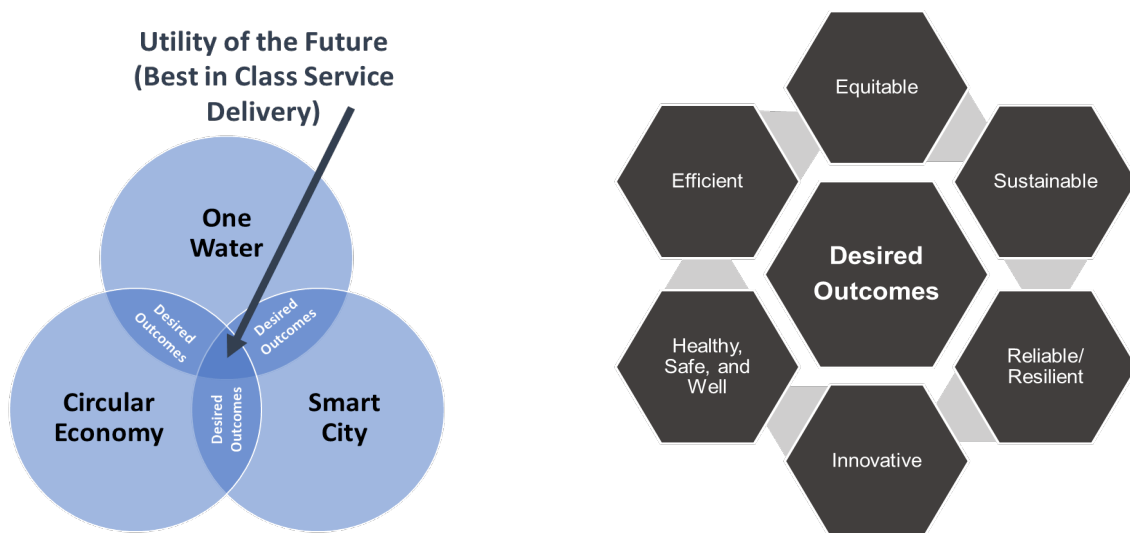 Utility of the Future
(Best in Class Service
Delivery)
One
Water
Desired
Outcomes
Desired
Outcomes
Circular
Economy
Desired
Outcomes
Smart
City
Equitable
Efficient
Sustainable
Desired
Outcomes
Healthy,
Safe, and
Well
Reliable/
Resilient
Innovative